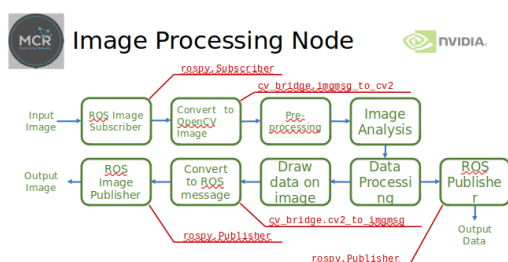 MCR
Image Processing Node
NVIDIA.
rospy.Subscriber
cv_bridge.imgmsg_to_cv2
Input
Image
ROS Image
Subscriber
Convert to
OpenCV
Image
Pre-
processing
Image
Analysis
Output
Image
ROS
Image
Publisher
Convert
to ROS
message
Draw
data on
image
Data
Processi
ng
ROS
Publishe
r
cv_bridge.cv2_to_imgmsg
rospy.Publisher
Output
Data
rospy.Publisher